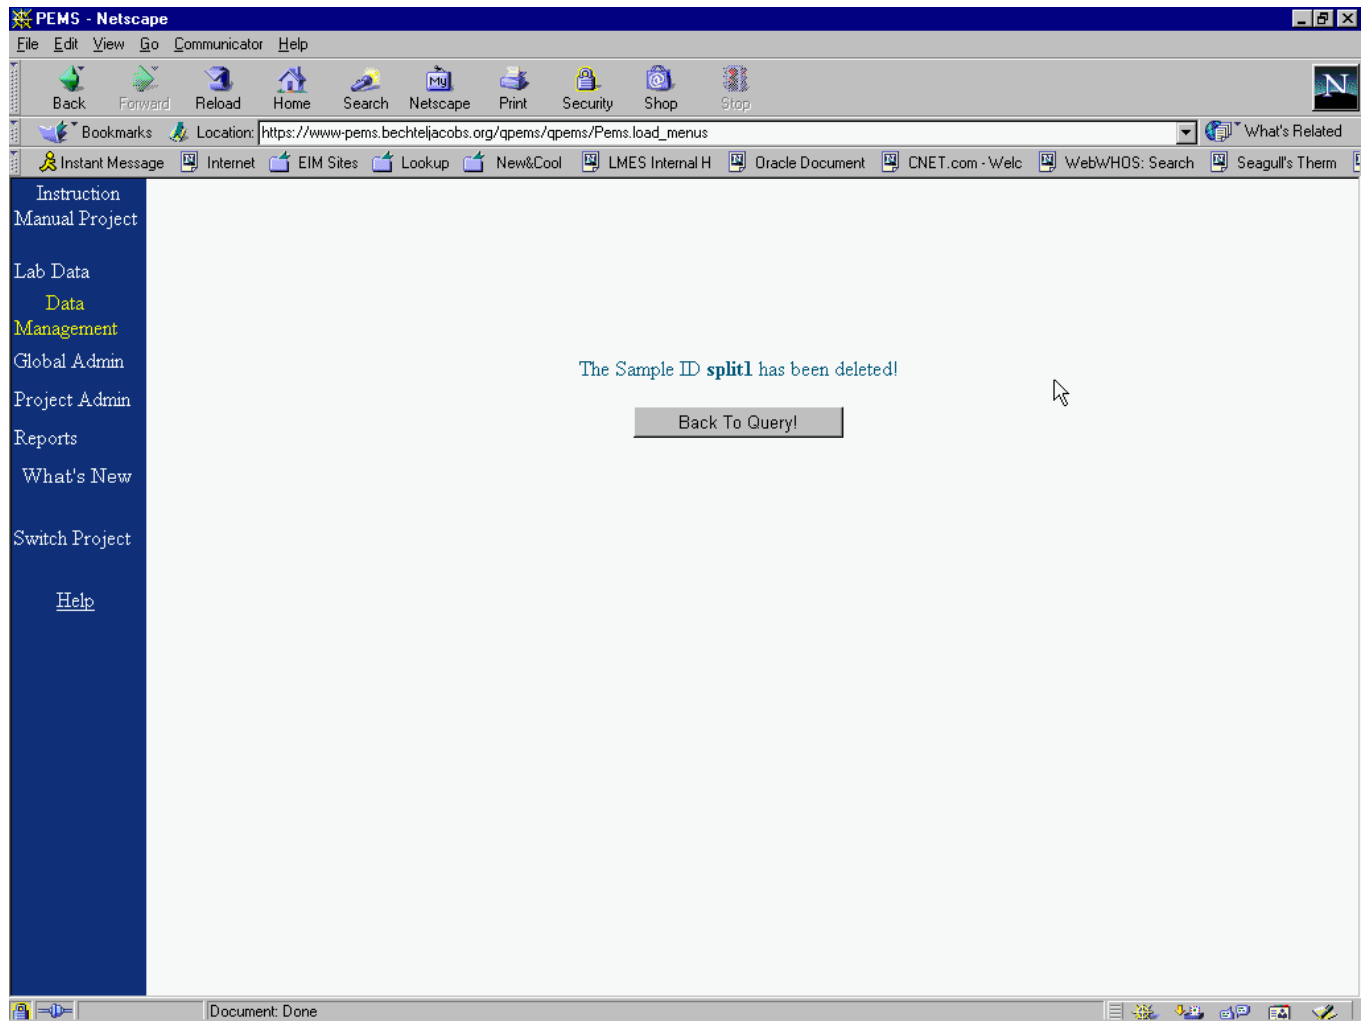 PEMS - Netscape
File Edit View Go Communicator Help
My
Back Forward Reload Home Search Netscape Print Security Shop Stop
N
Bookmarks Location: https://www-pems.bechteljacobs.org/qpems/qpems/Pems.load_menus What's Related
Instant Message Internet EIM Sites Lookup New&Cool LMES Internal H Oracle Document CNET.com - Welc WebWHOS: Search Seagull's Therm
Instruction
Manual Project
Lab Data
Data
Management
Global Admin
Project Admin
Reports
What's New
Switch Project
Help
The Sample ID split1 has been deleted!
Back To Query!
Document: Done